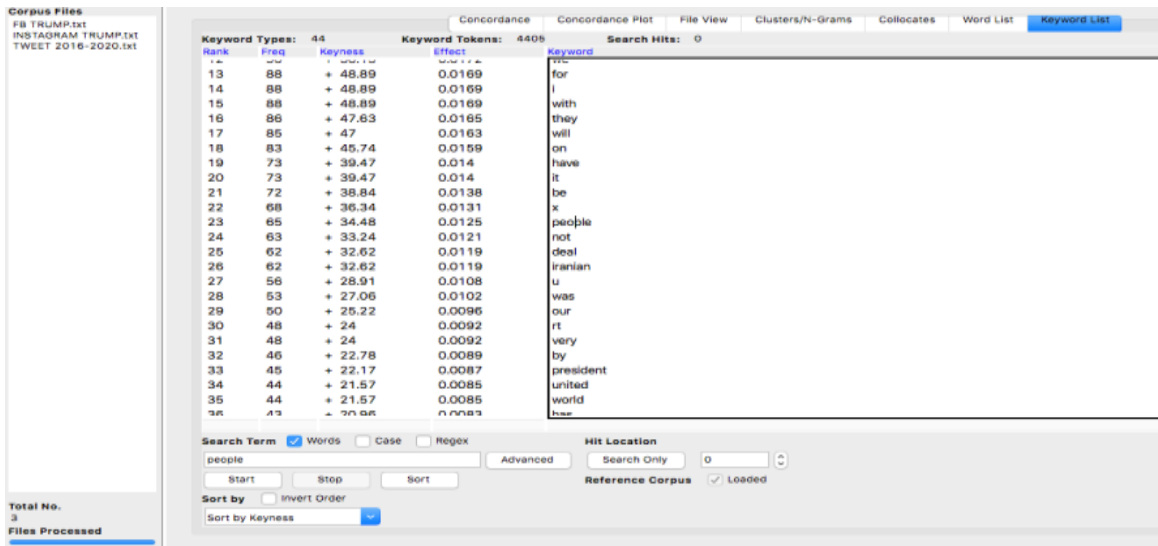 Corpus Files
FB TRUMP.txt
INSTAGRAM TRUMP.txt
TWEET 2016-2020.txt
Concordance Concordance Plot File View Clusters/N-Grams Collocates Word List Keyword List
Keyword Types: 44 Keyword Tokens: 4405 Search Hits: 0
Rank Freq Keyness Effect Keyword
13 88 + 48.89 0.0169 for
14 88 + 48.89 0.0169 i
15 88 + 48.89 0.0169 with
16 86 + 47.63 0.0165 they
17 85 + 47 0.0163 will
18 83 + 45.74 0.0159 on
19 73 + 39.47 0.014 have
20 73 + 39.47 0.014 it
21 72 + 38.84 0.0138 be
22 68 + 36.34 0.0131 x
23 65 + 34.48 0.0125 people
24 63 + 33.24 0.0121 not
25 62 + 32.62 0.0119 deal
26 62 + 32.62 0.0119 iranian
27 56 + 28.91 0.0108 u
28 53 + 27.06 0.0102 was
29 50 + 25.22 0.0096 our
30 48 + 24 0.0092 rt
31 48 + 24 0.0092 very
32 46 + 22.78 0.0089 by
33 45 + 22.17 0.0087 president
34 44 + 21.57 0.0085 united
35 44 + 21.57 0.0085 world
36 43 + 20.96 0.0083 has
Search Term Words Case Regex Hit Location
people Advanced Search Only 0
Start Stop Sort Reference Corpus Loaded
Sort by Invert Order
Sort by Keyness
Total No.
3
Files Processed